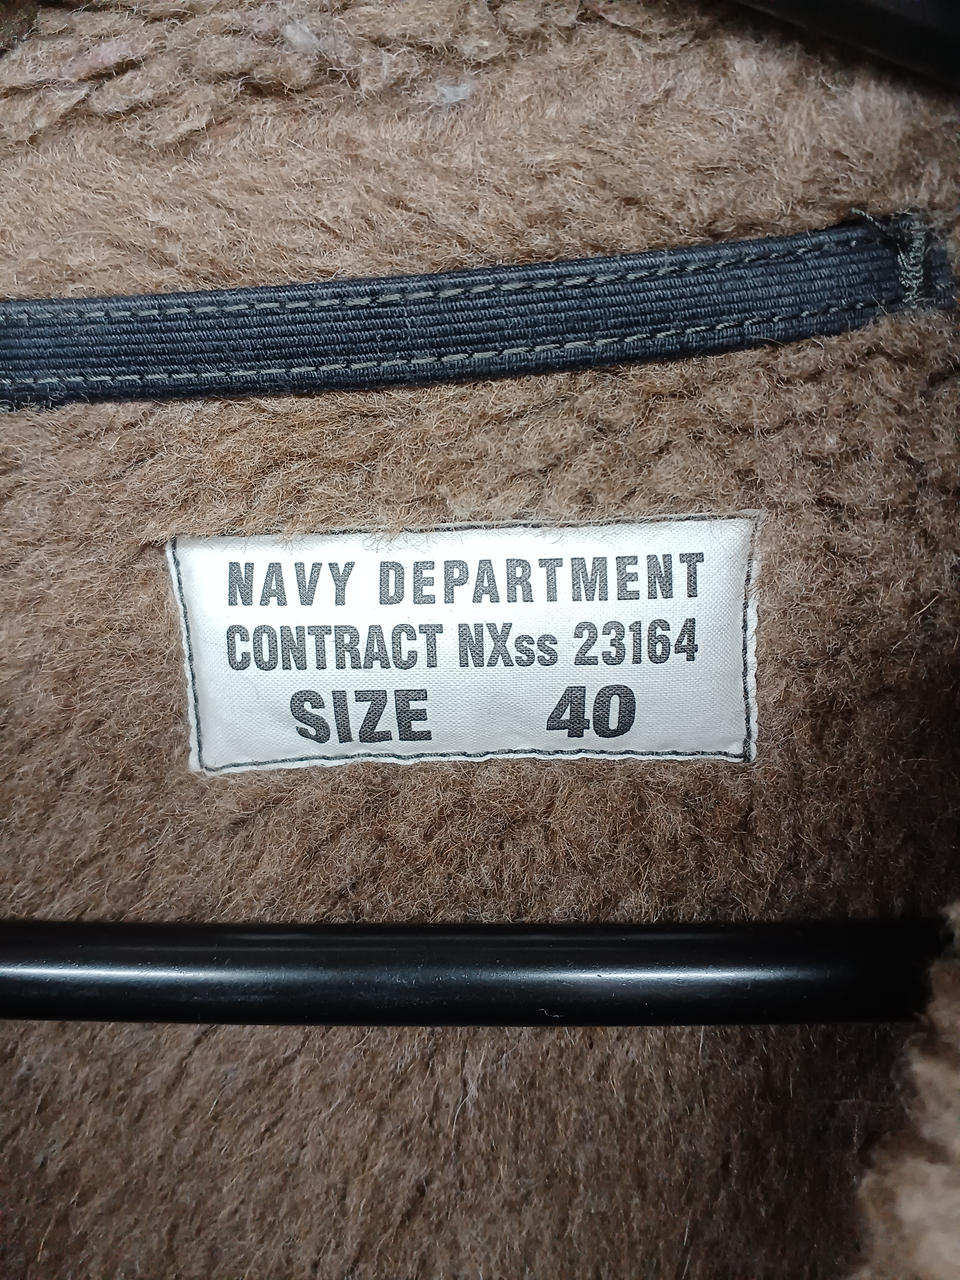 NAVY DEPARTMENT
CONTRACT NXss 23164
SIZE 40